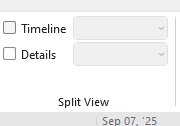 Timeline
Details
Split View
Sep 07, '25